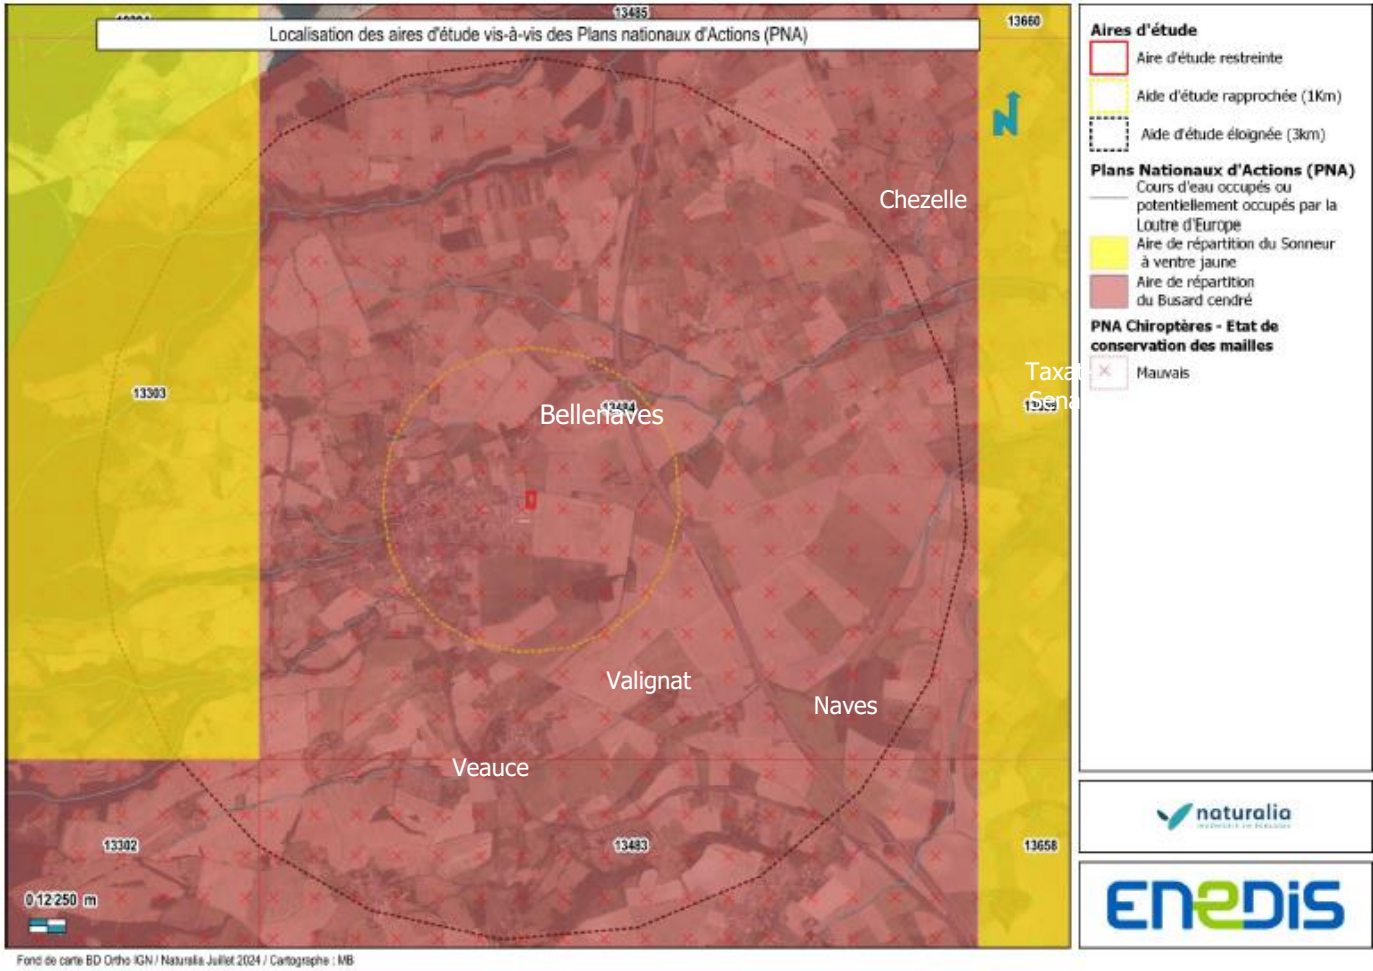 13485
13660
Localisation des aires d'étude vis-à-vis des Plans nationaux d'Actions (PNA)
N
Chezelle
13303
Taxat
Sena
Bellenaves
13484
Valignat
Naves
Veauce
13302
13483
13658
0 12 250 m
Fond de carte BD Ortho IGN / Naturalia Juillet 2024 / Cartographe : MB
Aires d'étude
Aire d'étude restreinte
Aide d'étude rapprochée (1Km)
Aide d'étude éloignée (3km)
Plans Nationaux d'Actions (PNA)
Cours d'eau occupés ou
potentiellement occupés par la
Loutre d'Europe
Aire de répartition du Sonneur
à ventre jaune
Aire de répartition
du Busard cendré
PNA Chiroptères - Etat de
conservation des mailles
Mauvais
naturalia
ENEDIS